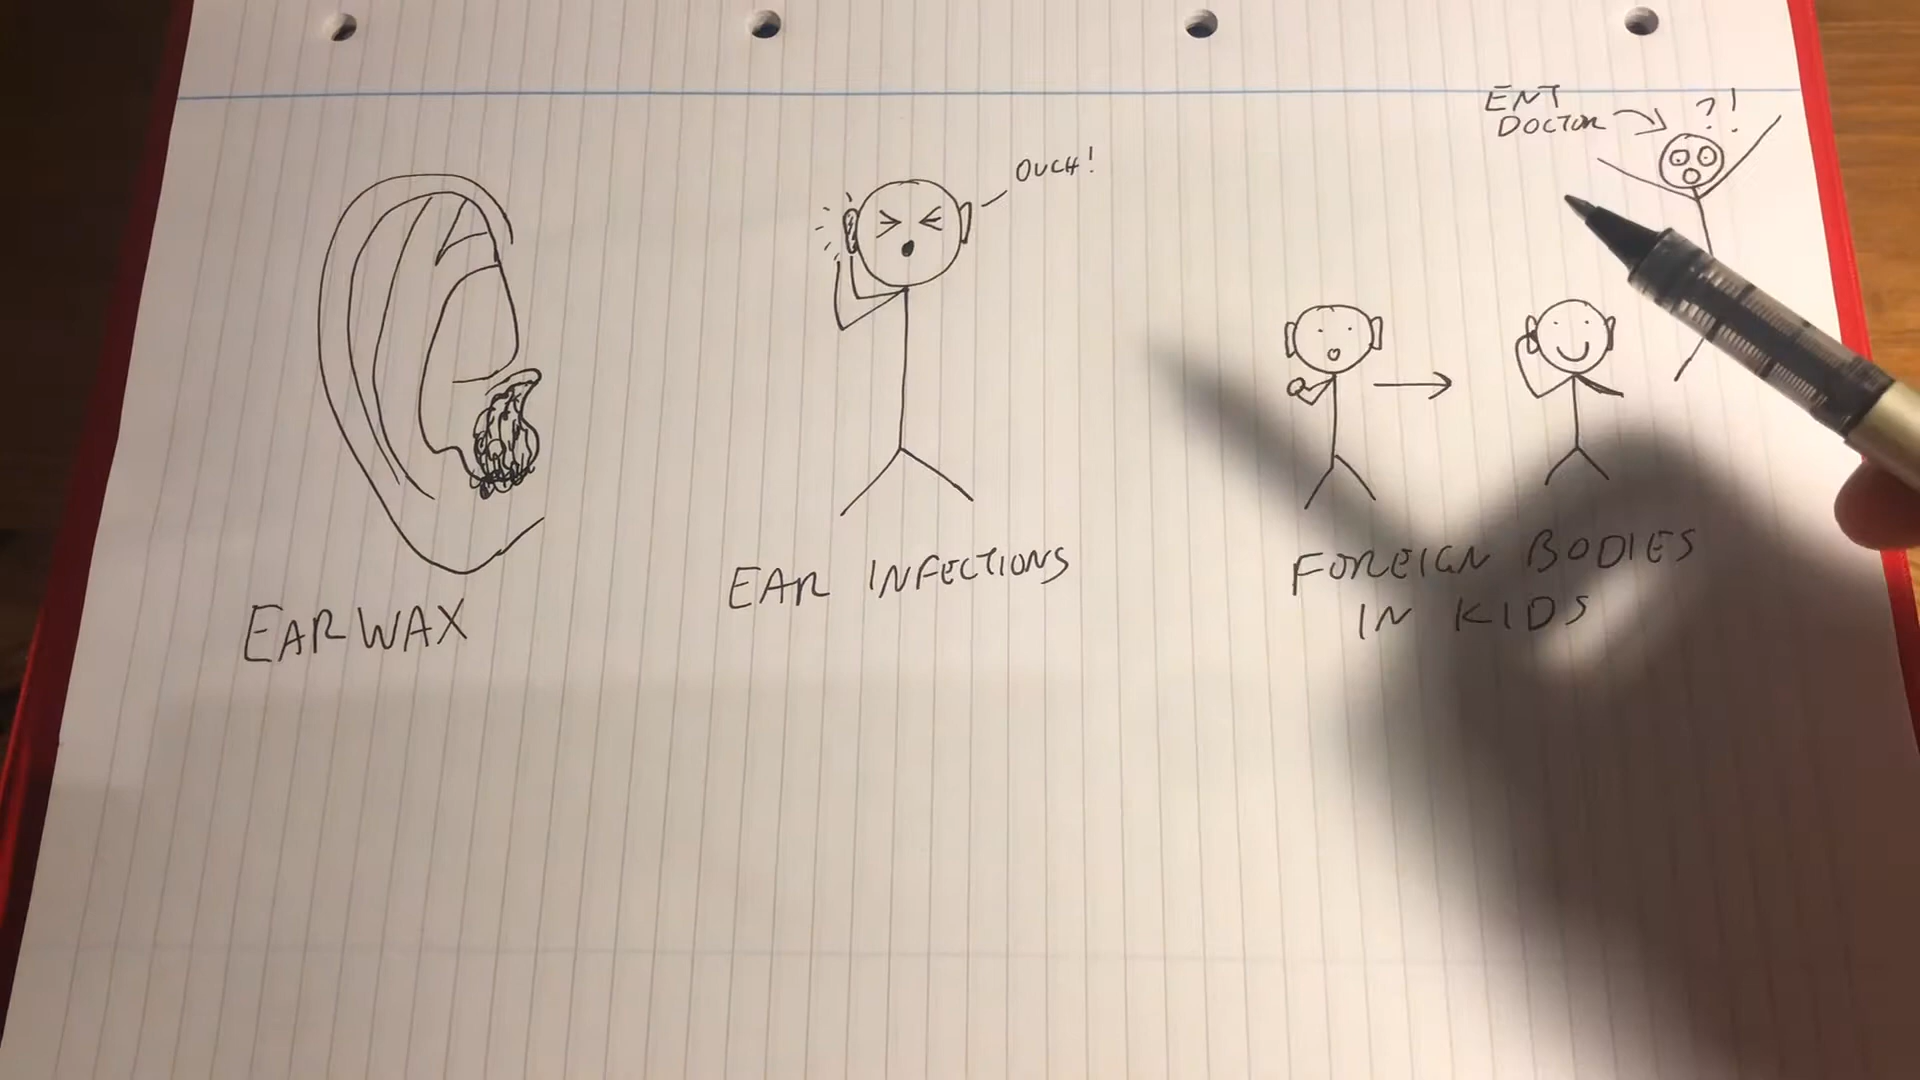 ENT
DOCTOR
?!
OUCH!
EARWAX
EAR INFECTIONS
FOREIGN BODIES
IN KIDS